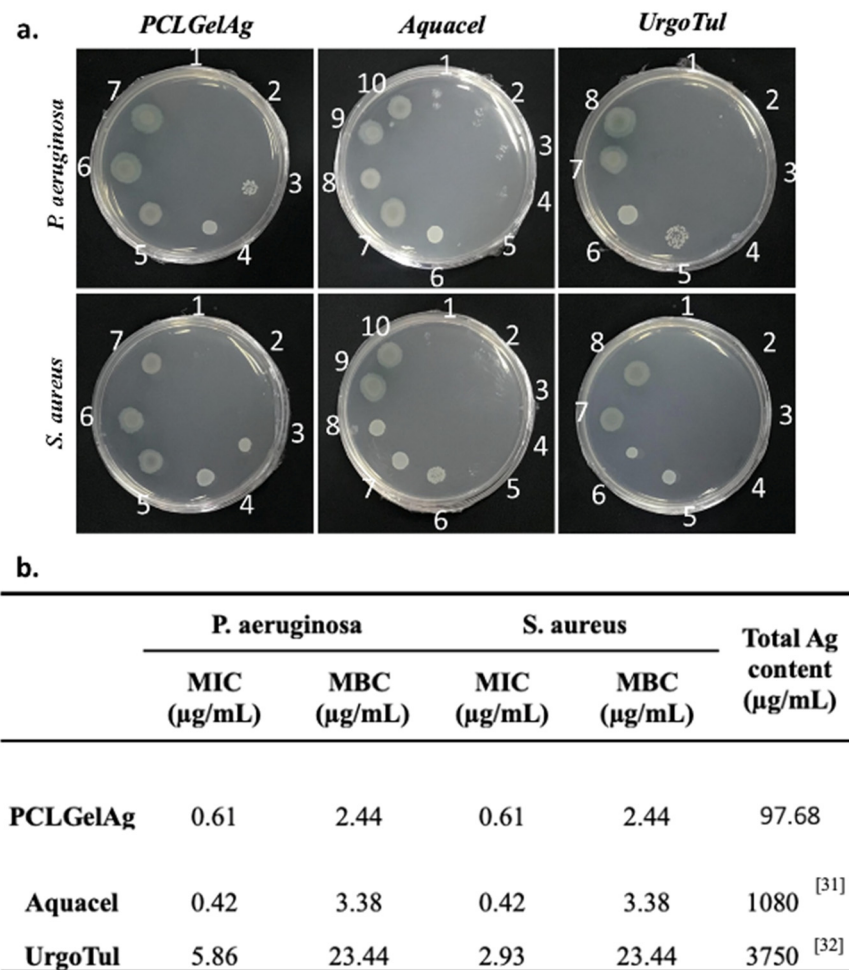 a.
PCLGelAg Aquacel UrgoTul
P. aeruginosa
1 2 3 4 5 6 7
1 2 3 4 5 6 7 8 9 10
1 2 3 4 5 6 7 8
S. aureus
1 2 3 4 5 6 7
1 2 3 4 5 6 7 8 9 10
1 2 3 4 5 6 7 8
b.
P. aeruginosa S. aureus Total Ag content (µg/mL)
MIC (µg/mL) MBC (µg/mL) MIC (µg/mL) MBC (µg/mL)
PCLGelAg 0.61 2.44 0.61 2.44 97.68
Aquacel 0.42 3.38 0.42 3.38 1080 [31]
UrgoTul 5.86 23.44 2.93 23.44 3750 [32]